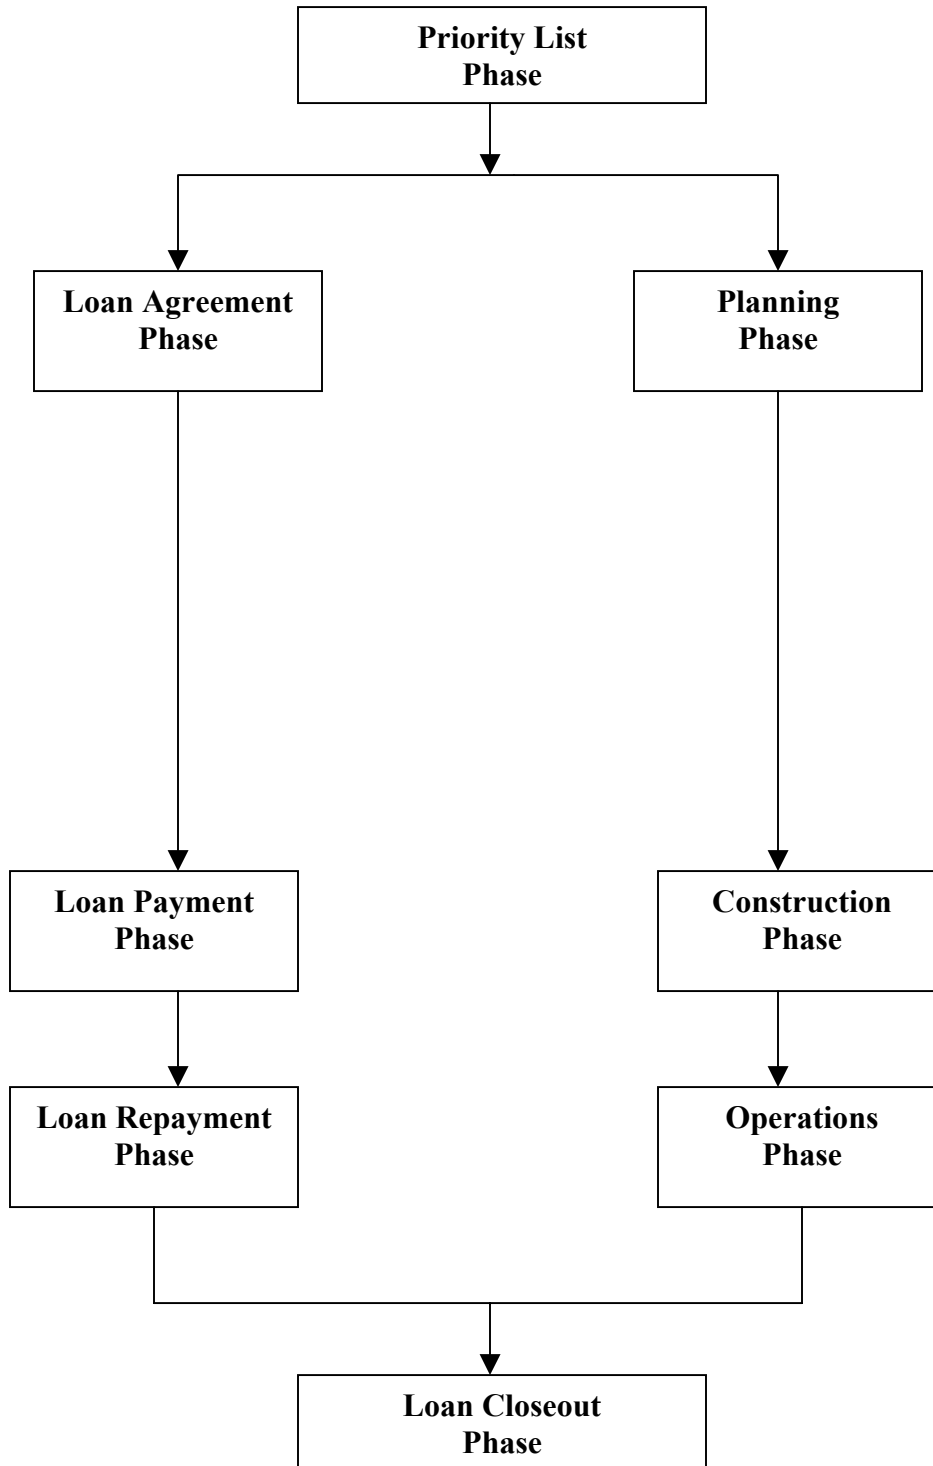 Priority List
Phase
Loan Agreement
Phase
Planning
Phase
Loan Payment
Phase
Construction
Phase
Loan Repayment
Phase
Operations
Phase
Loan Closeout
Phase